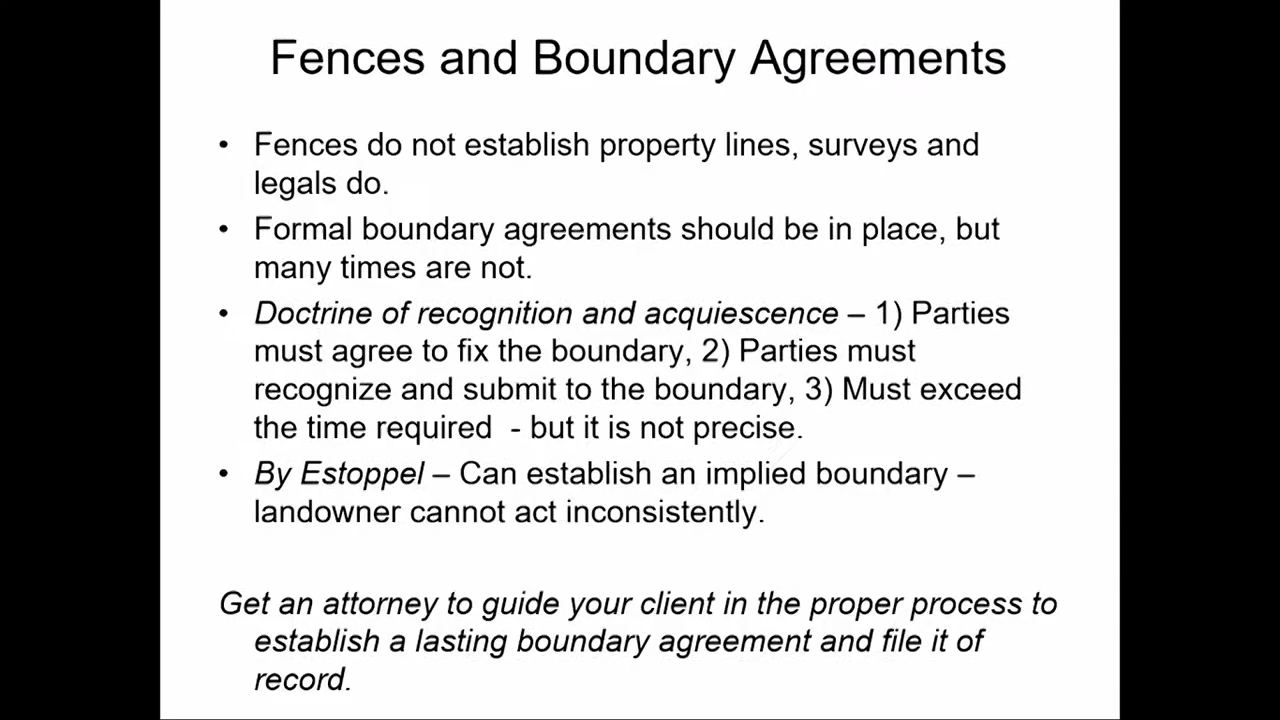 Fences and Boundary Agreements
• Fences do not establish property lines, surveys and
legals do.
• Formal boundary agreements should be in place, but
many times are not.
• Doctrine of recognition and acquiescence – 1) Parties
must agree to fix the boundary, 2) Parties must
recognize and submit to the boundary, 3) Must exceed
the time required  - but it is not precise.
• By Estoppel – Can establish an implied boundary –
landowner cannot act inconsistently.
Get an attorney to guide your client in the proper process to
establish a lasting boundary agreement and file it of
record.